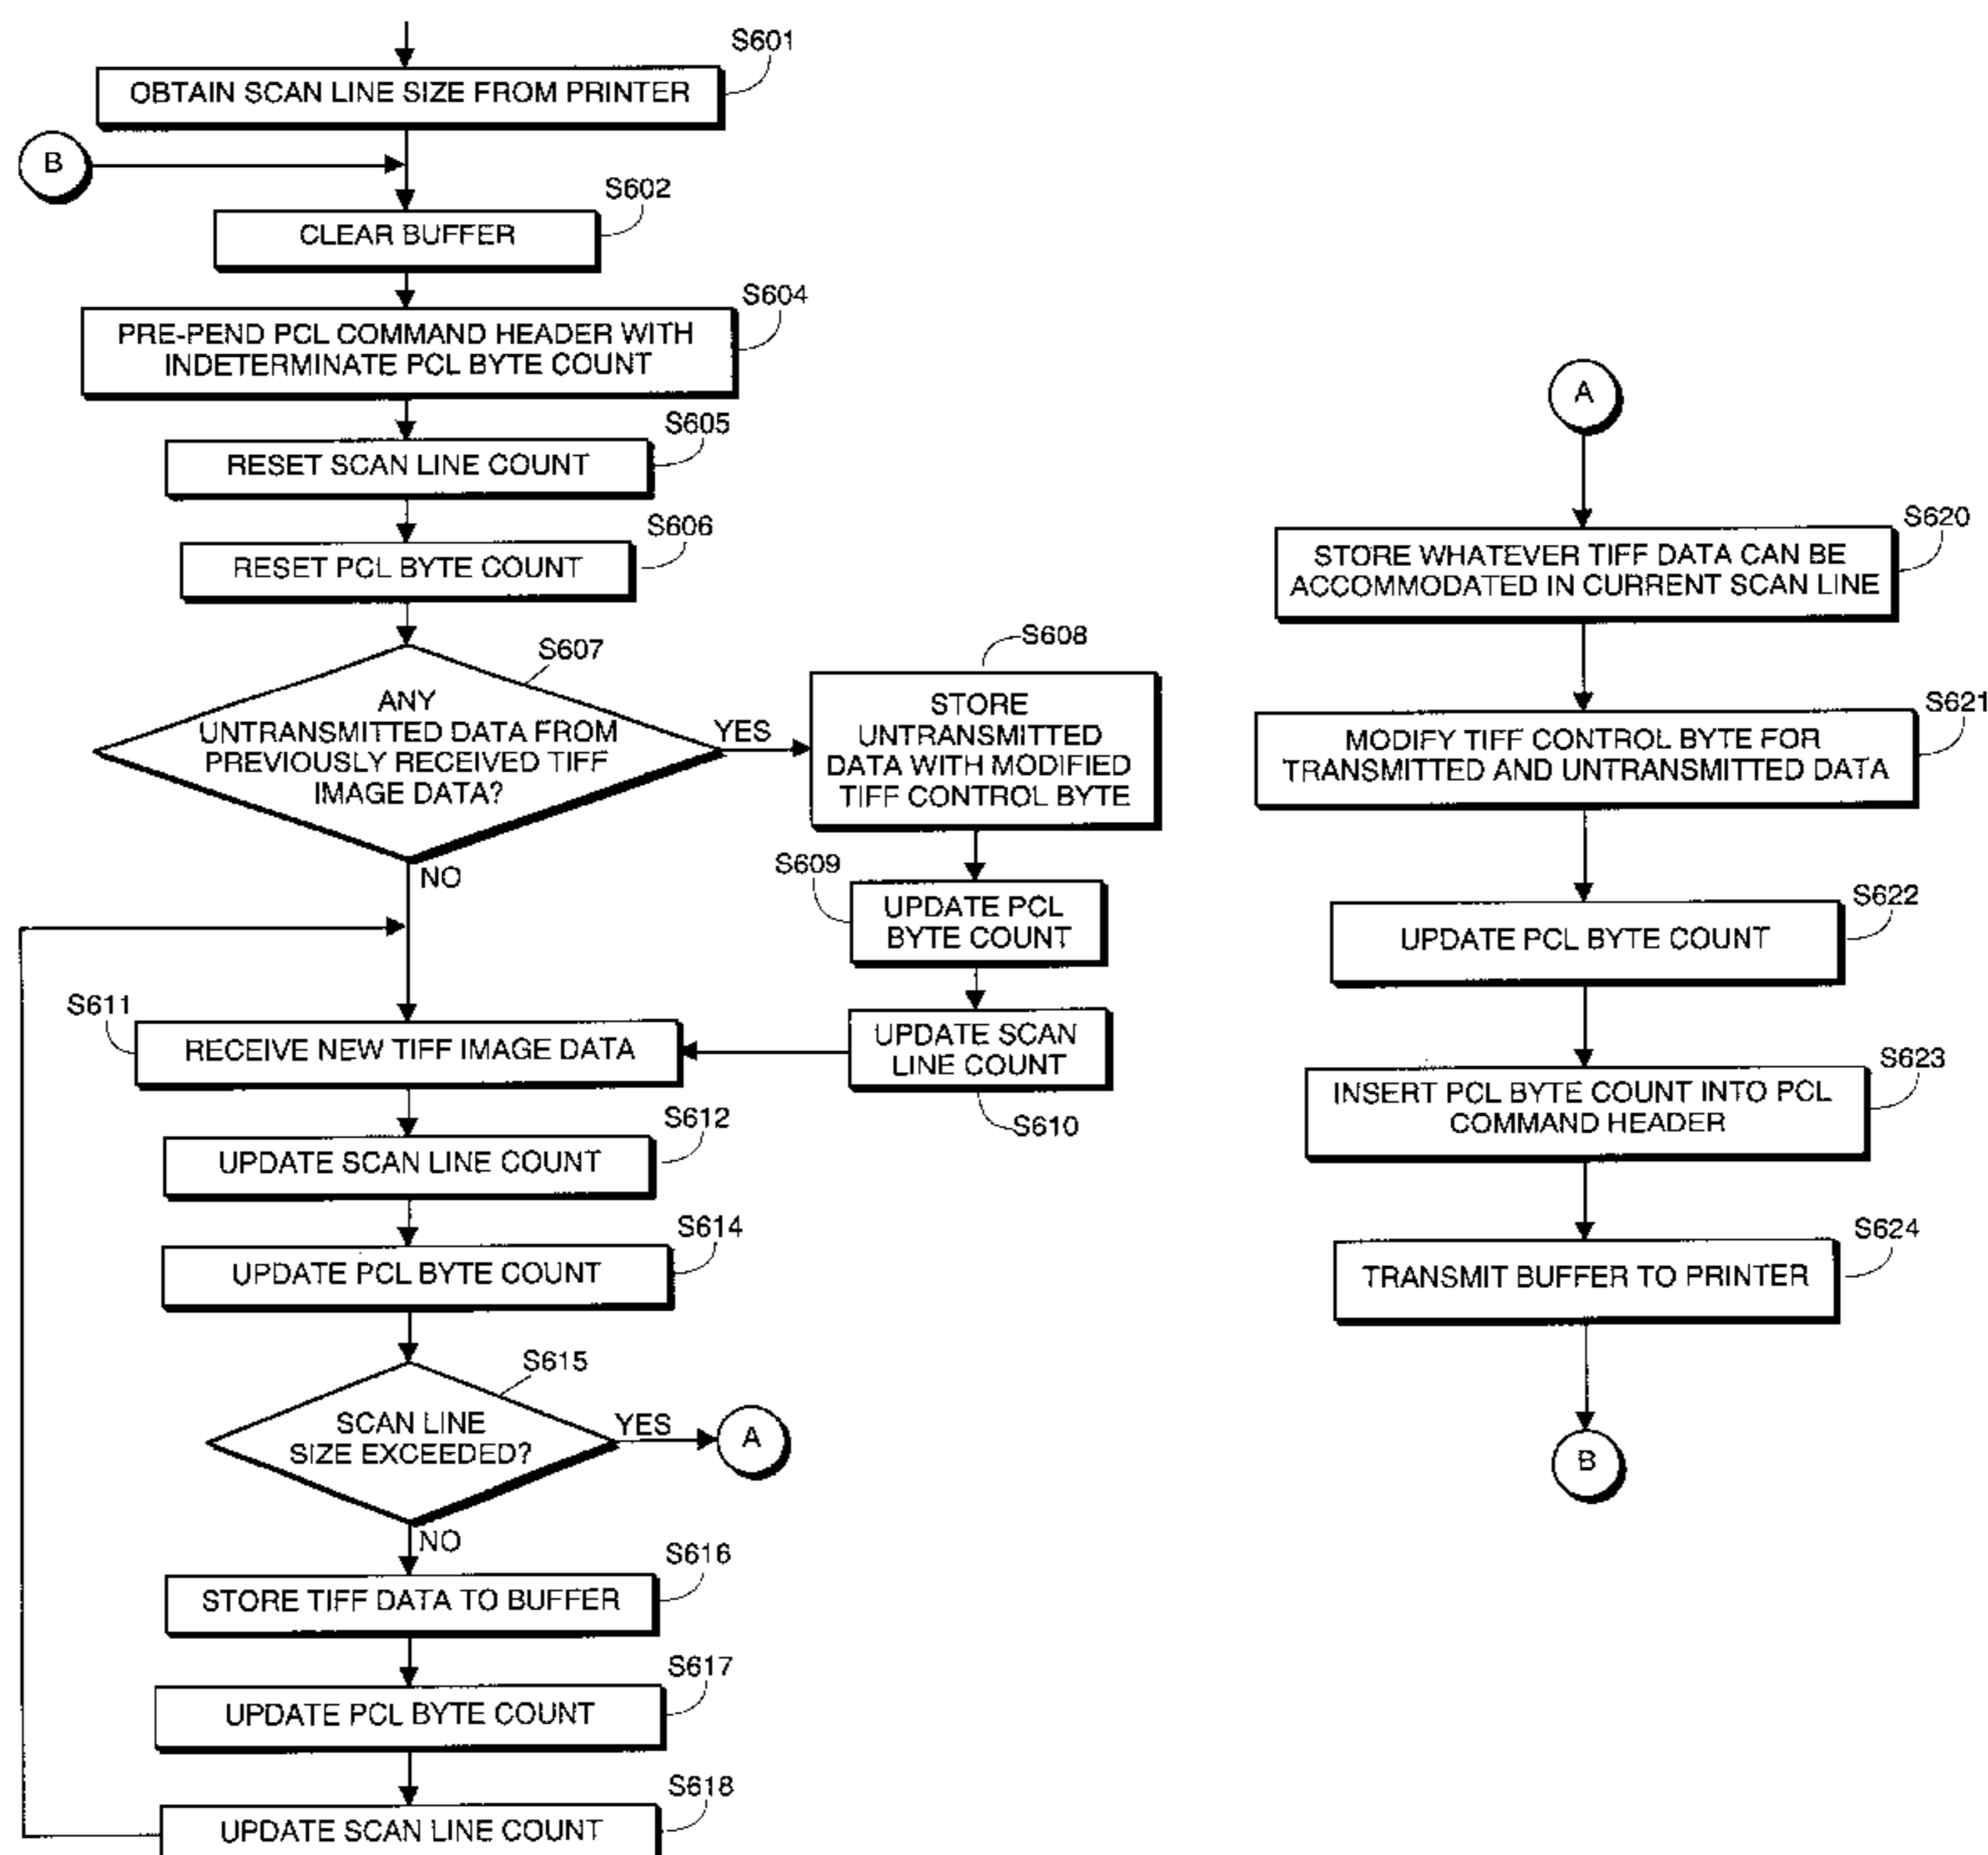 S601
OBTAIN SCAN LINE SIZE FROM PRINTER
B
S602
CLEAR BUFFER
S604
PRE-PEND PCL COMMAND HEADER WITH
INDETERMINATE PCL BYTE COUNT
S605
RESET SCAN LINE COUNT
S606
RESET PCL BYTE COUNT
S607
ANY
UNTRANSMITTED DATA FROM
PREVIOUSLY RECEIVED TIFF
IMAGE DATA?
YES
NO
S608
STORE
UNTRANSMITTED
DATA WITH MODIFIED
TIFF CONTROL BYTE
S609
UPDATE PCL
BYTE COUNT
UPDATE SCAN
LINE COUNT
S610
S611
RECEIVE NEW TIFF IMAGE DATA
S612
UPDATE SCAN LINE COUNT
S614
UPDATE PCL BYTE COUNT
S615
SCAN LINE
SIZE EXCEEDED?
YES
A
NO
S616
STORE TIFF DATA TO BUFFER
S617
UPDATE PCL BYTE COUNT
S618
UPDATE SCAN LINE COUNT
A
S620
STORE WHATEVER TIFF DATA CAN BE
ACCOMMODATED IN CURRENT SCAN LINE
S621
MODIFY TIFF CONTROL BYTE FOR
TRANSMITTED AND UNTRANSMITTED DATA
S622
UPDATE PCL BYTE COUNT
S623
INSERT PCL BYTE COUNT INTO PCL
COMMAND HEADER
S624
TRANSMIT BUFFER TO PRINTER
B